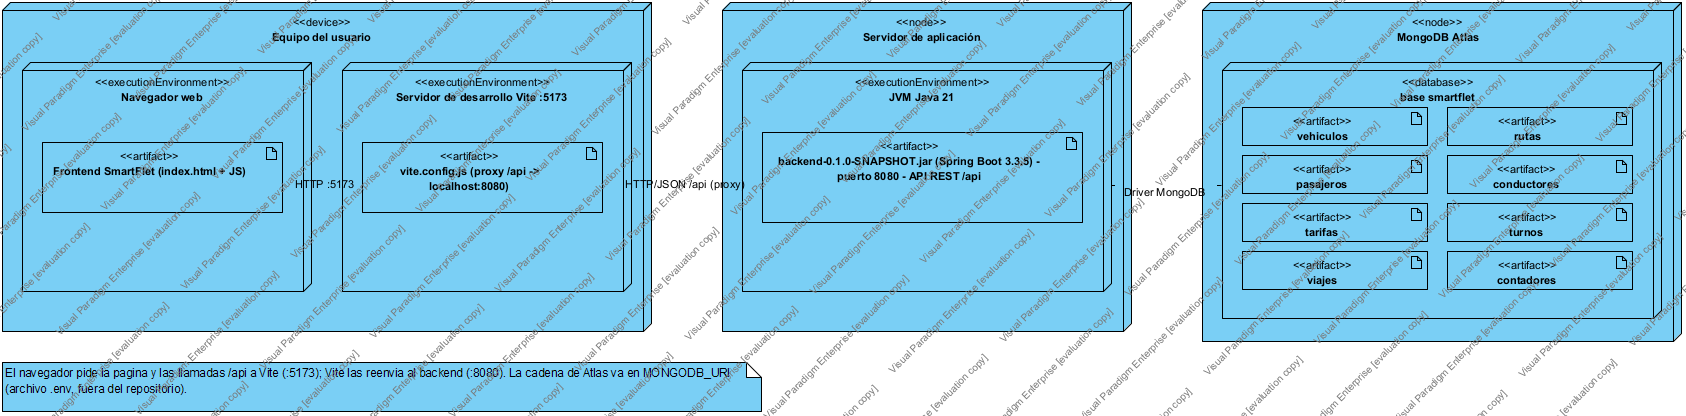 <<device>>
Equipo del usuario
<<executionEnvironment>>
Navegador web
<<artifact>>
Frontend SmartFlet (index.html + JS)
HTTP :5173
<<executionEnvironment>>
Servidor de desarrollo Vite :5173
<<artifact>>
vite.config.js (proxy /api ->
localhost:8080)
HTTP/JSON /api (proxy)
<<node>>
Servidor de aplicación
<<executionEnvironment>>
JVM Java 21
<<artifact>>
backend-0.1.0-SNAPSHOT.jar (Spring Boot 3.3.5) -
puerto 8080 - API REST /api
Driver MongoDB
<<node>>
MongoDB Atlas
<<database>>
base smartflet
<<artifact>>
vehiculos
<<artifact>>
rutas
<<artifact>>
pasajeros
<<artifact>>
conductores
<<artifact>>
tarifas
<<artifact>>
turnos
<<artifact>>
viajes
<<artifact>>
contadores
El navegador pide la pagina y las llamadas /api a Vite (:5173); Vite las reenvia al backend (:8080). La cadena de Atlas va en MONGODB_URI
(archivo .env, fuera del repositorio).
Visual Paradigm Enterprise [evaluation copy]